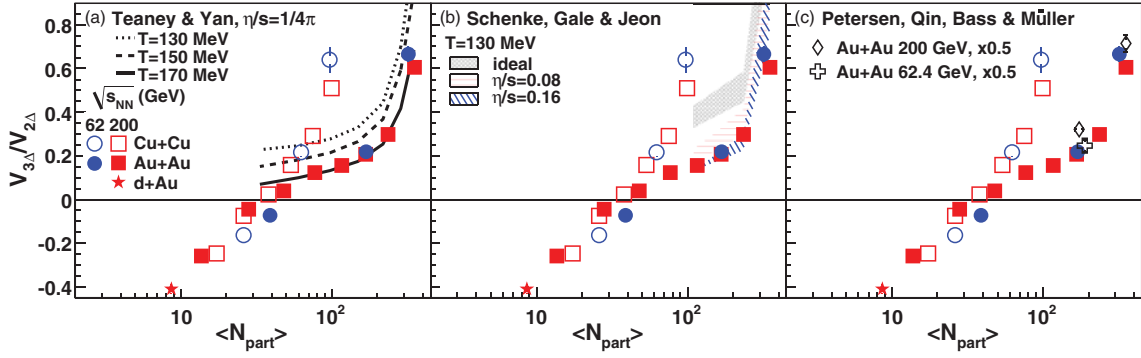 (a) Teaney & Yan, η/s=1/4π
T=130 MeV
T=150 MeV
T=170 MeV
√sNN (GeV)
62 200
Cu+Cu
Au+Au
d+Au
(b) Schenke, Gale & Jeon
T=130 MeV
ideal
η/s=0.08
η/s=0.16
(c) Petersen, Qin, Bass & Müller
Au+Au 200 GeV, x0.5
Au+Au 62.4 GeV, x0.5
V3Δ/V2Δ
0.8
0.6
0.4
0.2
0
-0.2
-0.4
10 10²
10 10²
10 10²
<Npart>
<Npart>
<Npart>